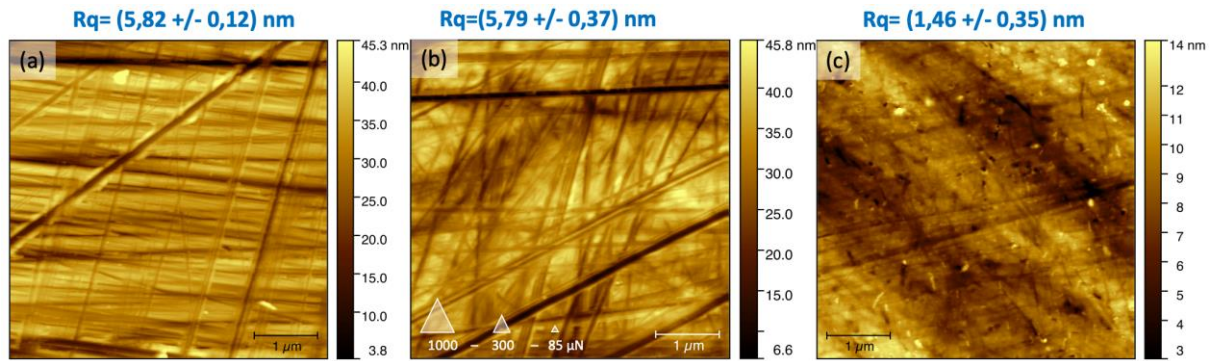 Rq= (5,82 +/- 0,12) nm
Rq=(5,79 +/- 0,37) nm
Rq= (1,46 +/- 0,35) nm
(a)
45.3 nm
40.0
35.0
30.0
25.0
20.0
15.0
10.0
3.8
1 µm
(b)
45.8 nm
40.0
35.0
30.0
25.0
20.0
15.0
6.6
1000 – 300 – 85 µN
1 µm
(c)
14 nm
12
11
10
9
8
7
6
5
3
1 µm